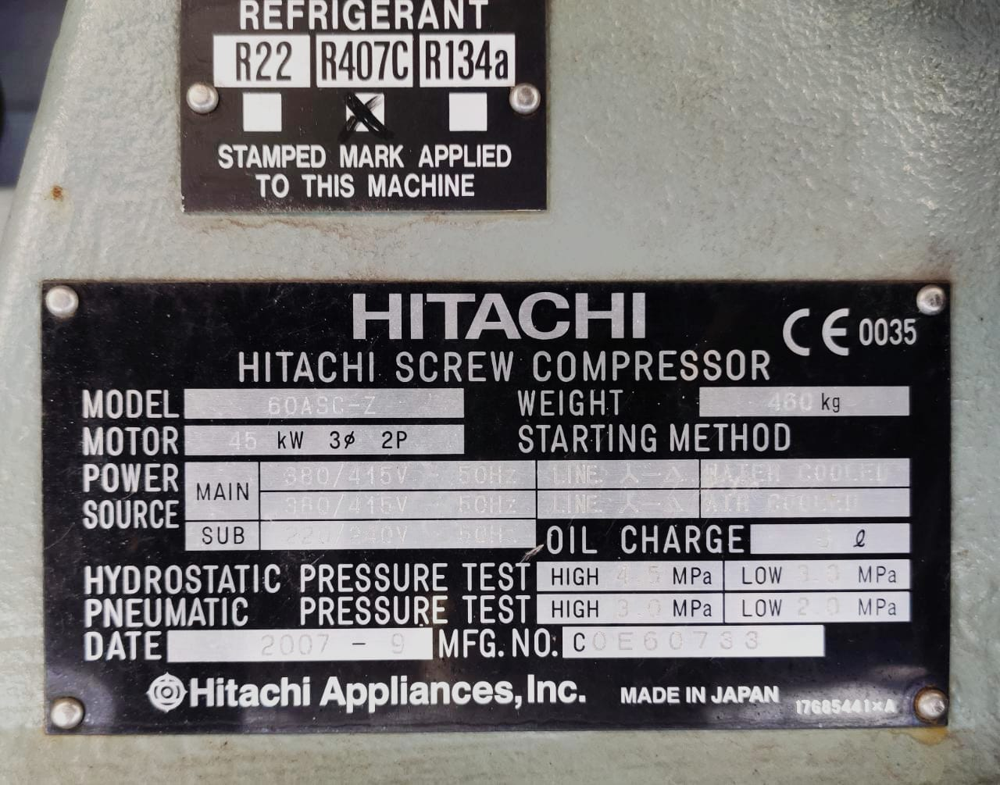 REFRIGERANT
R22 R407C R134a
STAMPED MARK APPLIED
TO THIS MACHINE
HITACHI
CE 0035
HITACHI SCREW COMPRESSOR
MODEL 60ASC-Z WEIGHT 460 kg
MOTOR 45 kW 3φ 2P STARTING METHOD
POWER SOURCE MAIN 380/415V 50Hz LINE 人-△ WATER COOLED
380/415V 50Hz LINE 人-△ AIR COOLED
SUB 220/240V 50Hz OIL CHARGE ℓ
HYDROSTATIC PRESSURE TEST HIGH 4.5 MPa LOW 3.0 MPa
PNEUMATIC PRESSURE TEST HIGH 3.0 MPa LOW 2.0 MPa
DATE 2007 - 9 MFG. NO. C0E60733
Hitachi Appliances, Inc. MADE IN JAPAN 17G85441×A